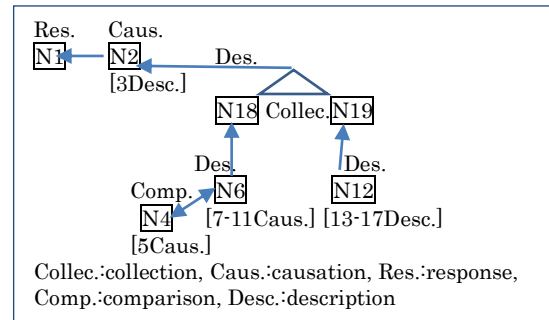 Res. Caus.
N1 N2 Des.
[3Desc.]
N18 Collec. N19
Des. Des.
Comp. N6 N12
N4 [7-11Caus.] [13-17Desc.]
[5Caus.]
Collec.:collection, Caus.:causation, Res.:response,
Comp.:comparison, Desc.:description